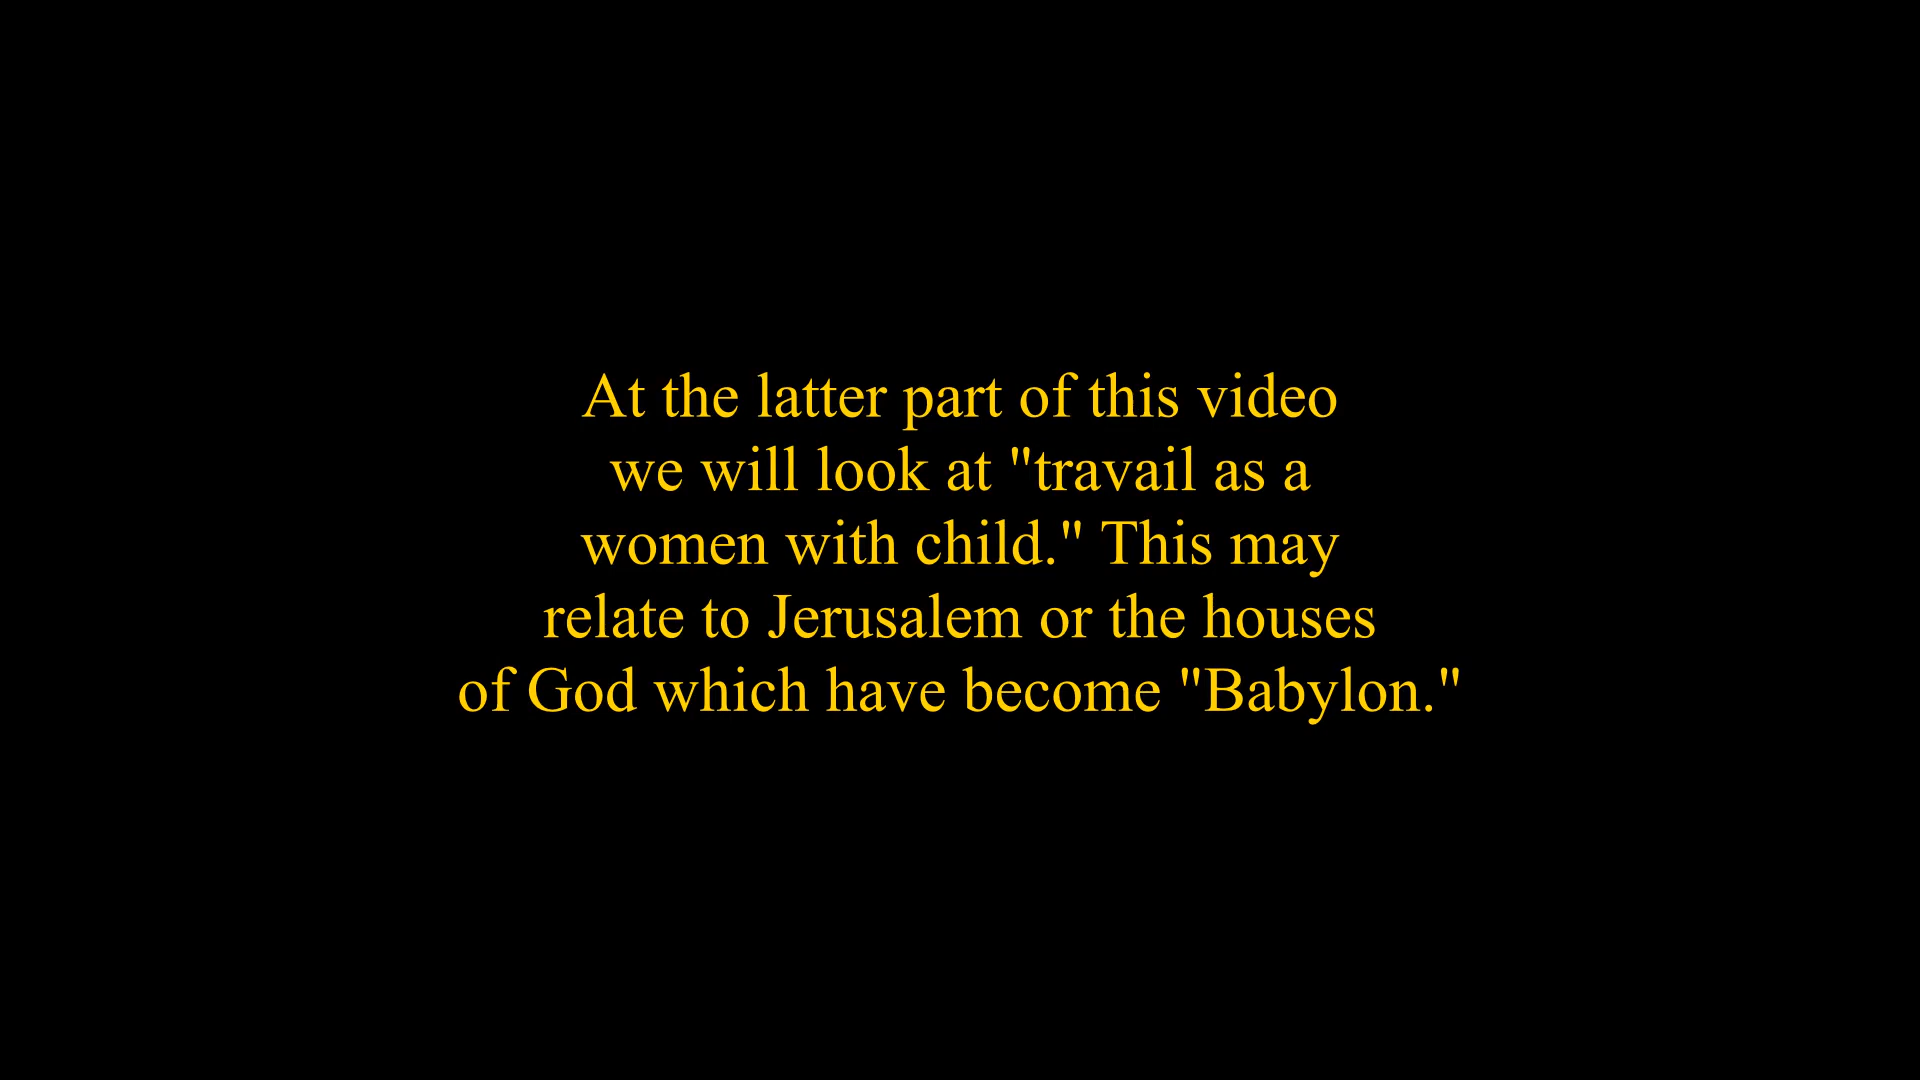 At the latter part of this video
we will look at "travail as a
women with child." This may
relate to Jerusalem or the houses
of God which have become "Babylon."